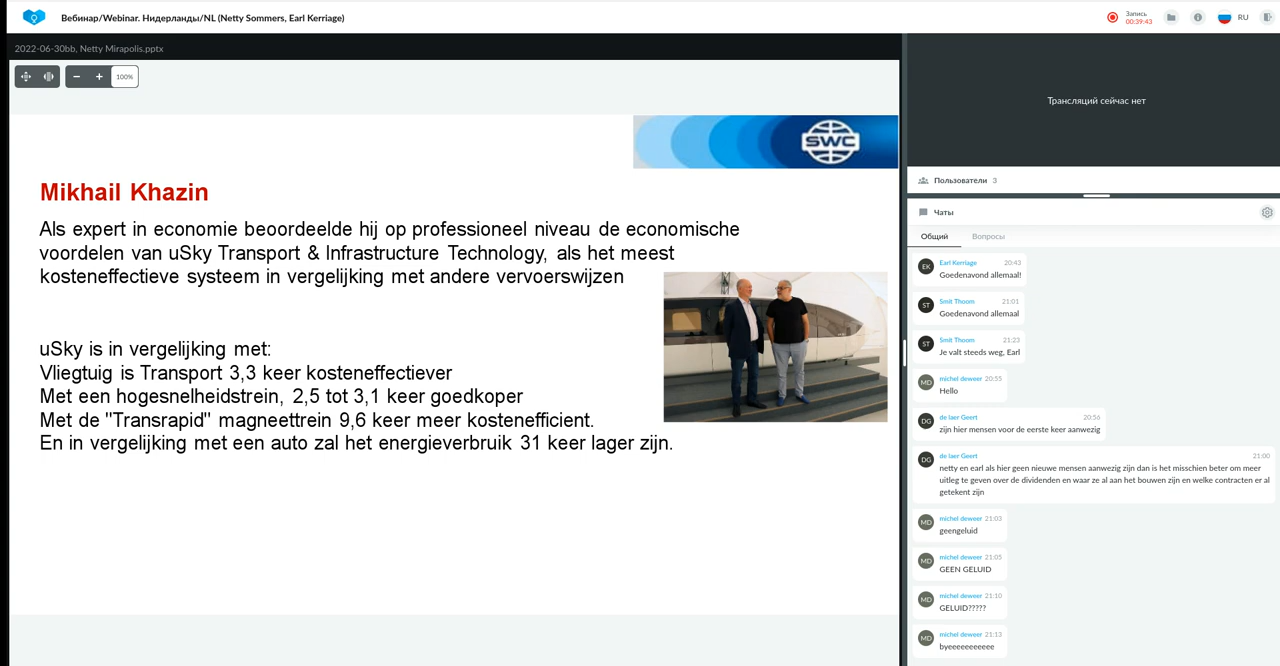 Вебинар/Webinar. Нидерланды/NL (Netty Sommers, Earl Kerriage)
Запись
00:39:43
RU
2022-06-30bb, Netty Mirapolis.pptx
100%
SWC
Mikhail Khazin
Als expert in economie beoordeelde hij op professioneel niveau de economische
voordelen van uSky Transport & Infrastructure Technology, als het meest
kosteneffectieve systeem in vergelijking met andere vervoerswijzen
uSky is in vergelijking met:
Vliegtuig is Transport 3,3 keer kosteneffectiever
Met een hogesnelheidstrein, 2,5 tot 3,1 keer goedkoper
Met de "Transrapid" magneettrein 9,6 keer meer kostenefficient.
En in vergelijking met een auto zal het energieverbruik 31 keer lager zijn.
Трансляций сейчас нет
Пользователи 3
Чаты
Общий Вопросы
EK Earl Kerriage 20:43
Goedenavond allemaal!
ST Smit Thoom 21:01
Goedenavond allemaal
ST Smit Thoom 21:23
Je valt steeds weg, Earl
MD michel deweer 20:55
Hello
DG de laer Geert 20:56
zijn hier mensen voor de eerste keer aanwezig
DG de laer Geert 21:00
netty en earl als hier geen nieuwe mensen aanwezig zijn dan is het misschien beter om meer
uitleg te geven over de dividenden en waar ze al aan het bouwen zijn en welke contracten er al
getekent zijn
MD michel deweer 21:03
geengeluid
MD michel deweer 21:05
GEEN GELUID
MD michel deweer 21:10
GELUID?????
MD michel deweer 21:13
byeeeeeeeeeee